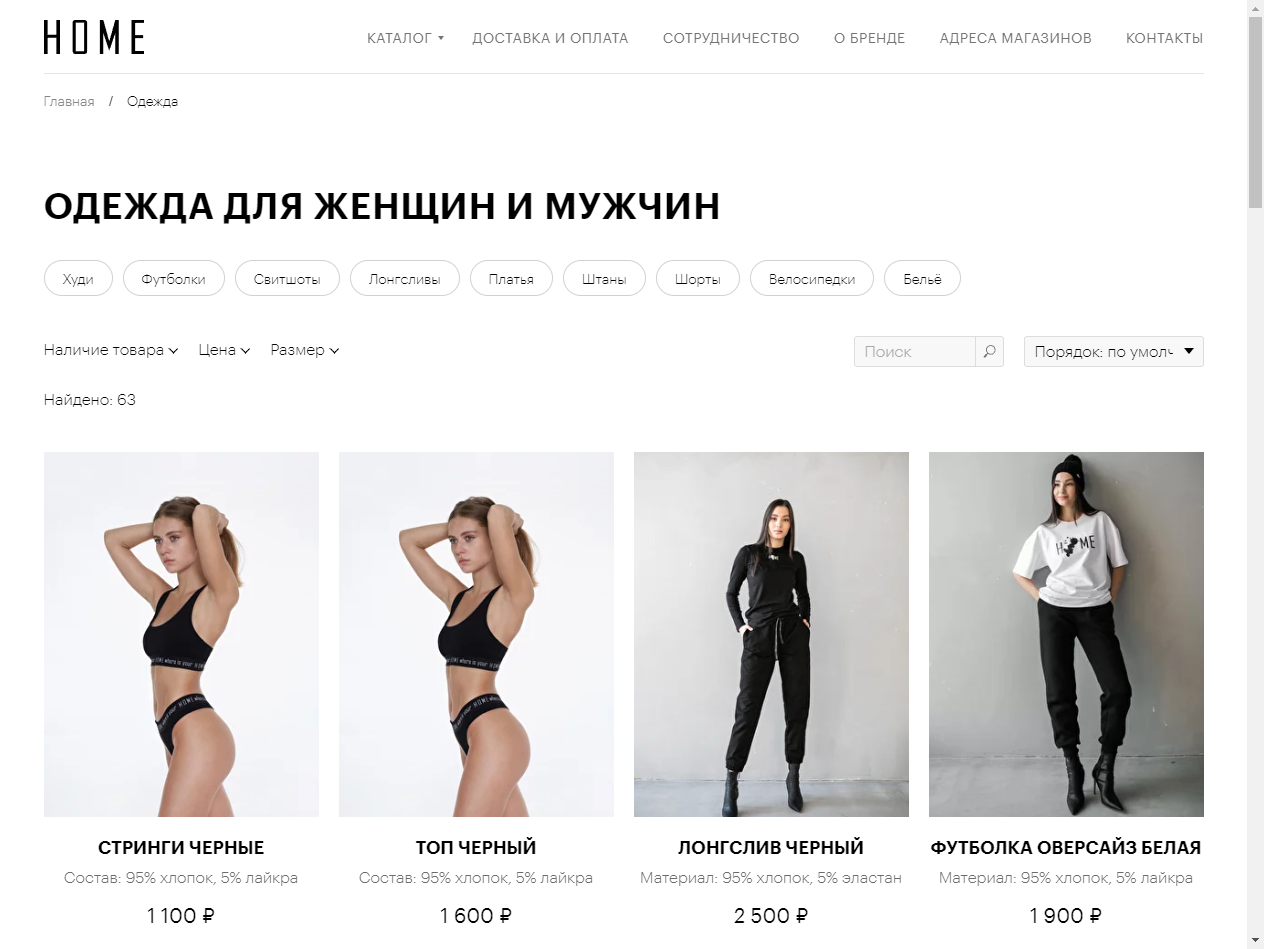 HOME
КАТАЛОГ ДОСТАВКА И ОПЛАТА СОТРУДНИЧЕСТВО О БРЕНДЕ АДРЕСА МАГАЗИНОВ КОНТАКТЫ
Главная / Одежда
ОДЕЖДА ДЛЯ ЖЕНЩИН И МУЖЧИН
Худи Футболки Свитшоты Лонгсливы Платья Штаны Шорты Велосипедки Бельё
Наличие товара Цена Размер Поиск Порядок: по умолч
Найдено: 63
HOME
СТРИНГИ ЧЕРНЫЕ ТОП ЧЕРНЫЙ ЛОНГСЛИВ ЧЕРНЫЙ ФУТБОЛКА ОВЕРСАЙЗ БЕЛАЯ
Состав: 95% хлопок, 5% лайкра Состав: 95% хлопок, 5% лайкра Материал: 95% хлопок, 5% эластан Материал: 95% хлопок, 5% лайкра
1 100 ₽ 1 600 ₽ 2 500 ₽ 1 900 ₽